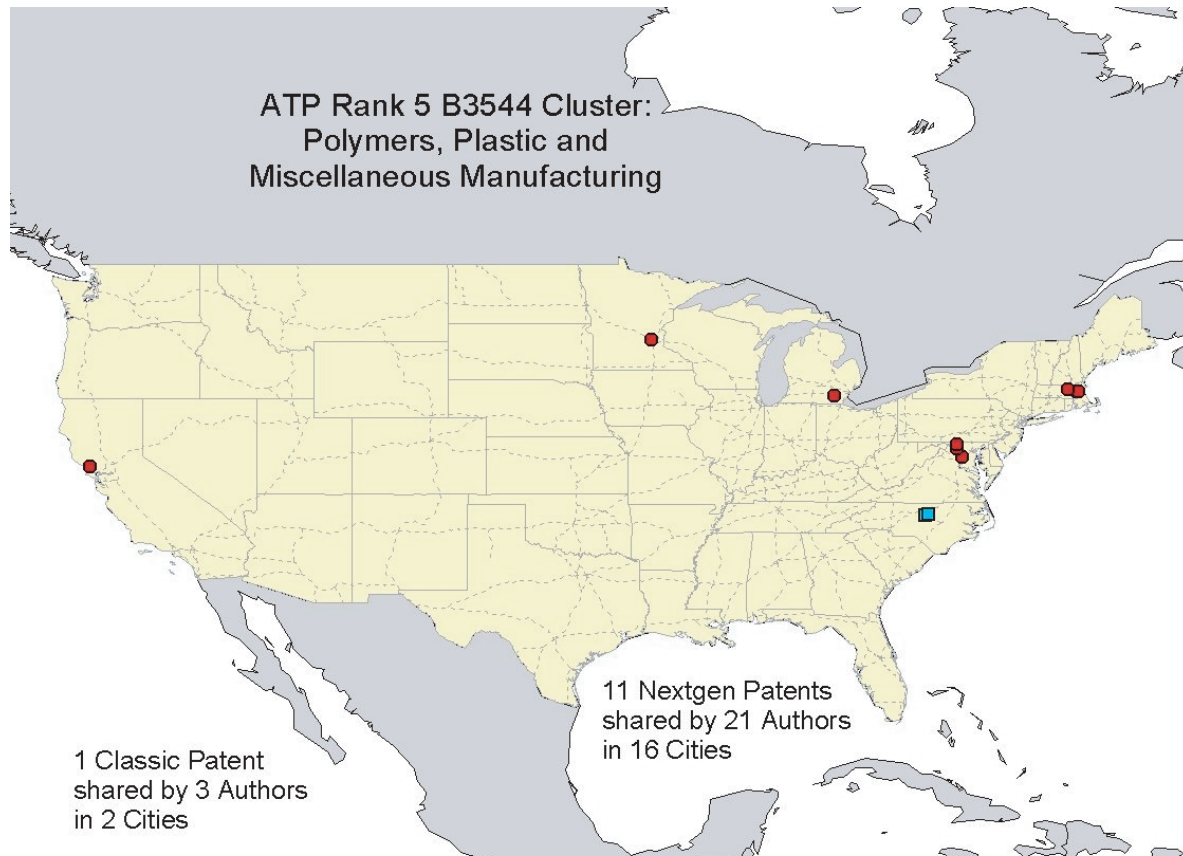 ATP Rank 5 B3544 Cluster:
Polymers, Plastic and
Miscellaneous Manufacturing
11 Nextgen Patents
shared by 21 Authors
in 16 Cities
1 Classic Patent
shared by 3 Authors
in 2 Cities